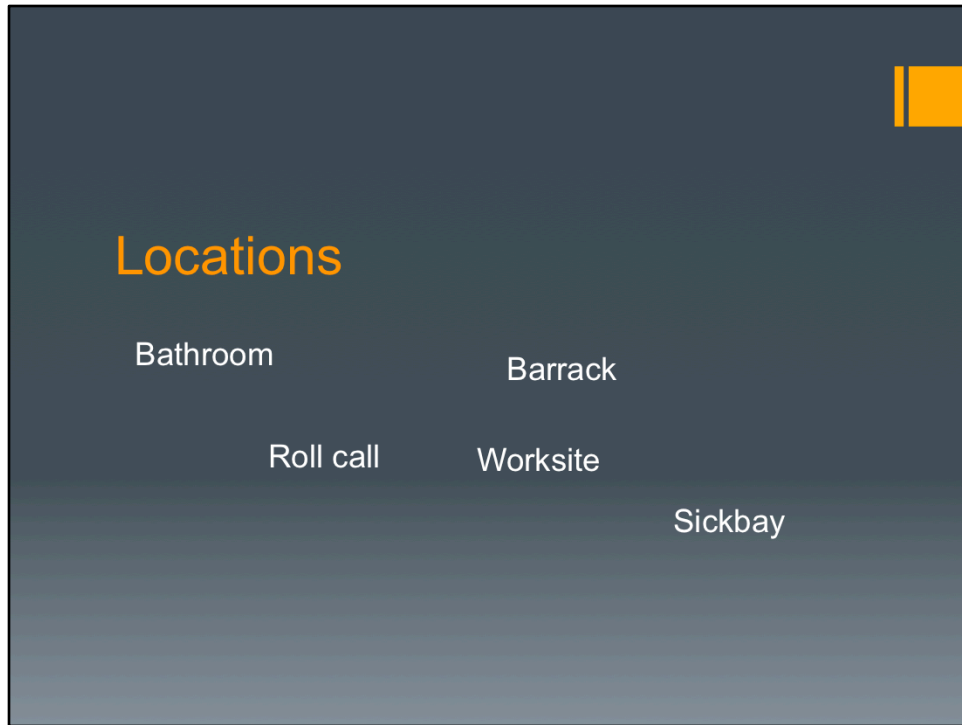 Locations
Bathroom
Barrack
Roll call
Worksite
Sickbay